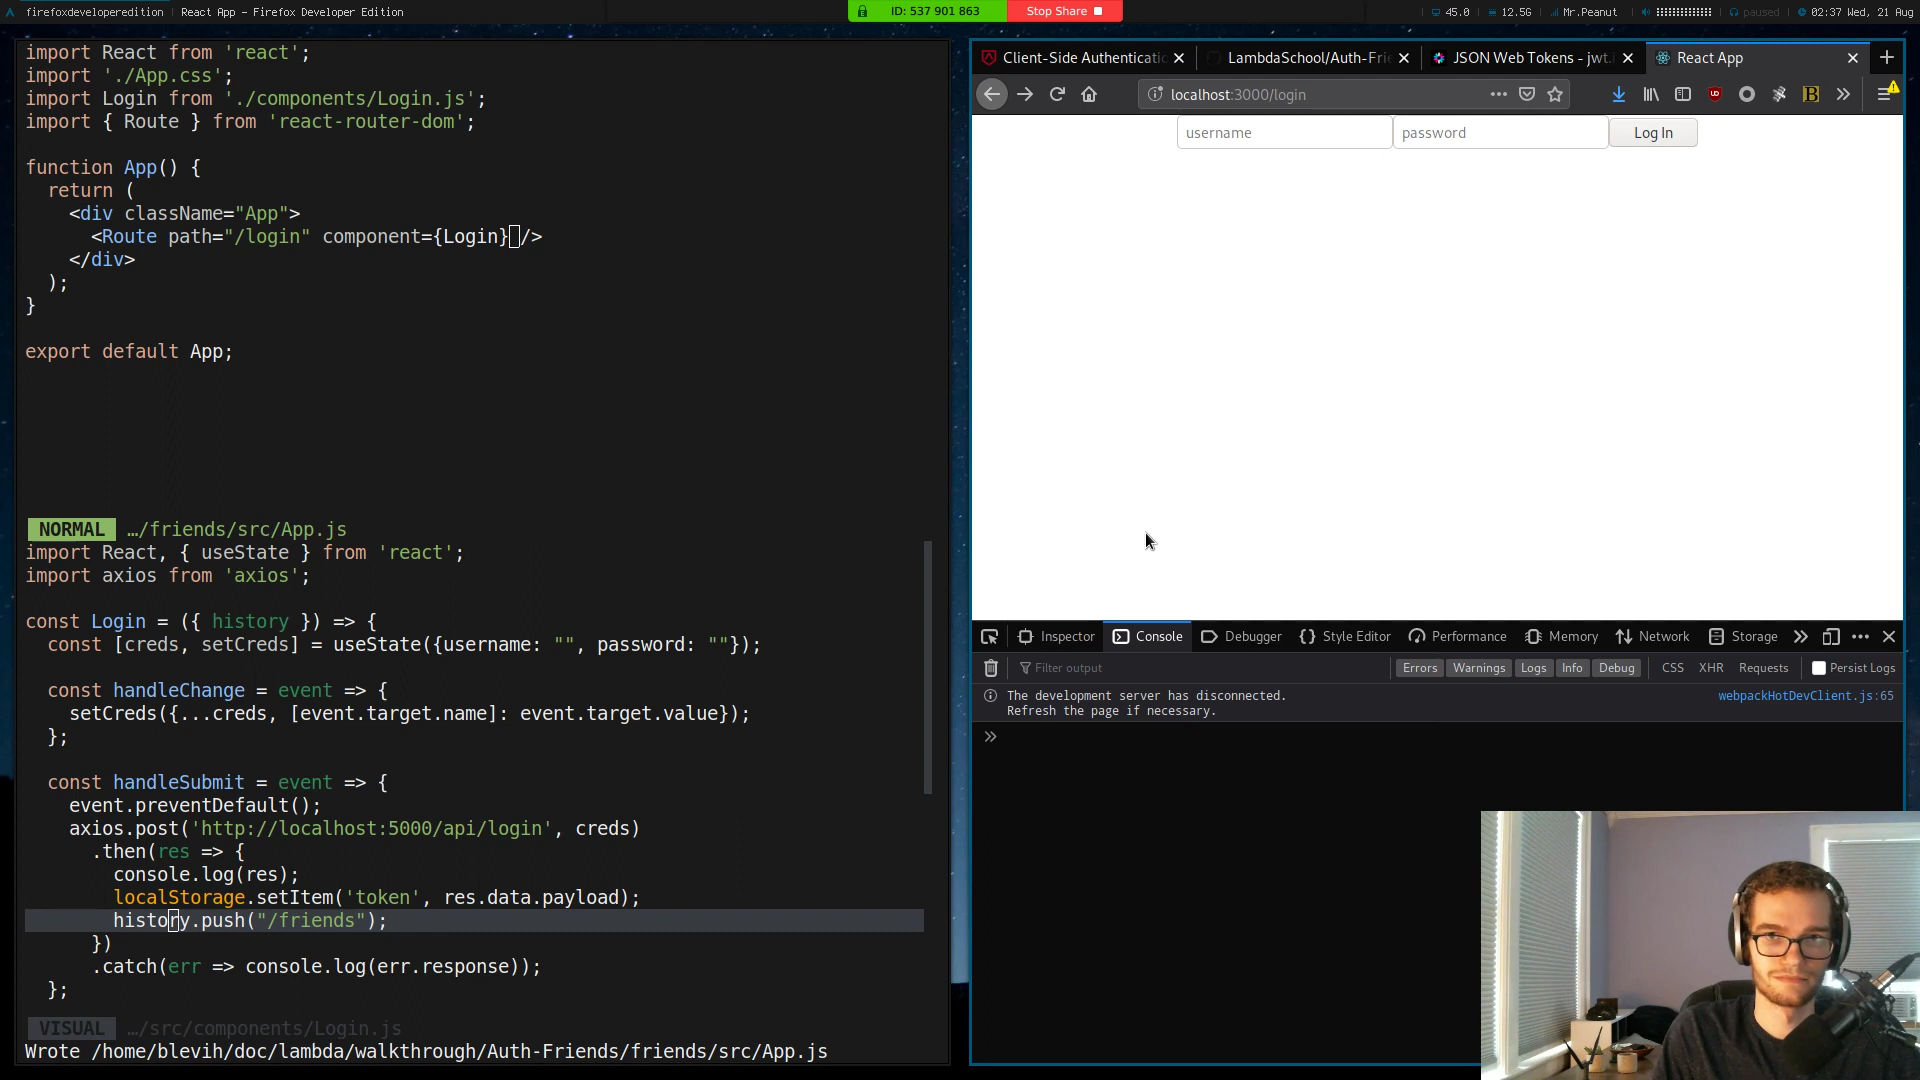 firefoxdeveloperedition | React App - Firefox Developer Edition
ID: 537 901 863 Stop Share
45.0 12.5G Mr.Peanut paused 02:37 Wed, 21 Aug
import React from 'react';
import './App.css';
import Login from './components/Login.js';
import { Route } from 'react-router-dom';
function App() {
return (
<div className="App">
<Route path="/login" component={Login} />
</div>
);
}
export default App;
NORMAL …/friends/src/App.js
import React, { useState } from 'react';
import axios from 'axios';
const Login = ({ history }) => {
const [creds, setCreds] = useState({username: "", password: ""});
const handleChange = event => {
setCreds({...creds, [event.target.name]: event.target.value});
};
const handleSubmit = event => {
event.preventDefault();
axios.post('http://localhost:5000/api/login', creds)
.then(res => {
console.log(res);
localStorage.setItem('token', res.data.payload);
history.push("/friends");
})
.catch(err => console.log(err.response));
};
VISUAL …/src/components/Login.js
Wrote /home/blevih/doc/lambda/walkthrough/Auth-Friends/friends/src/App.js
Client-Side Authenticati LambdaSchool/Auth-Frie JSON Web Tokens - jwt.i React App
localhost:3000/login
username password Log In
Inspector Console Debugger Style Editor Performance Memory Network Storage
Filter output Errors Warnings Logs Info Debug CSS XHR Requests Persist Logs
The development server has disconnected. webpackHotDevClient.js:65
Refresh the page if necessary.